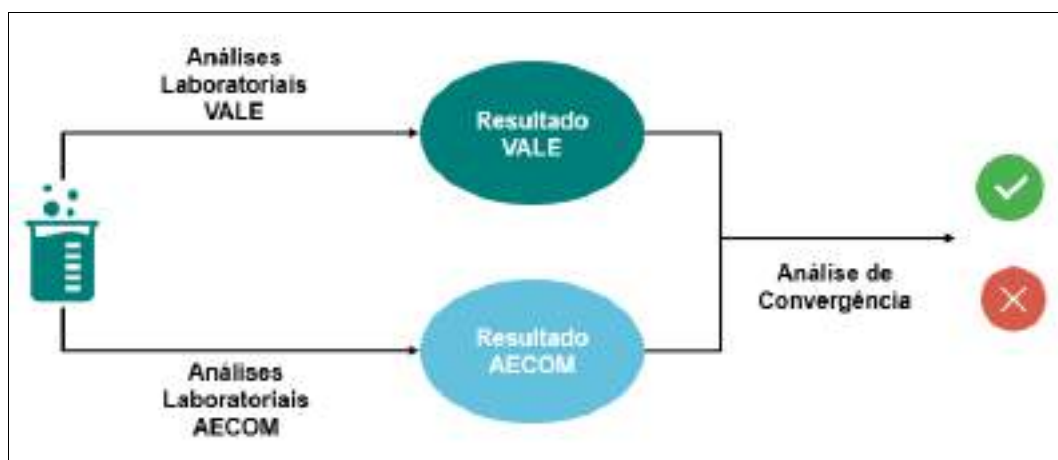 Análises
Laboratoriais
VALE
Resultado
VALE
Análise de
Convergência
Resultado
AECOM
Análises
Laboratoriais
AECOM